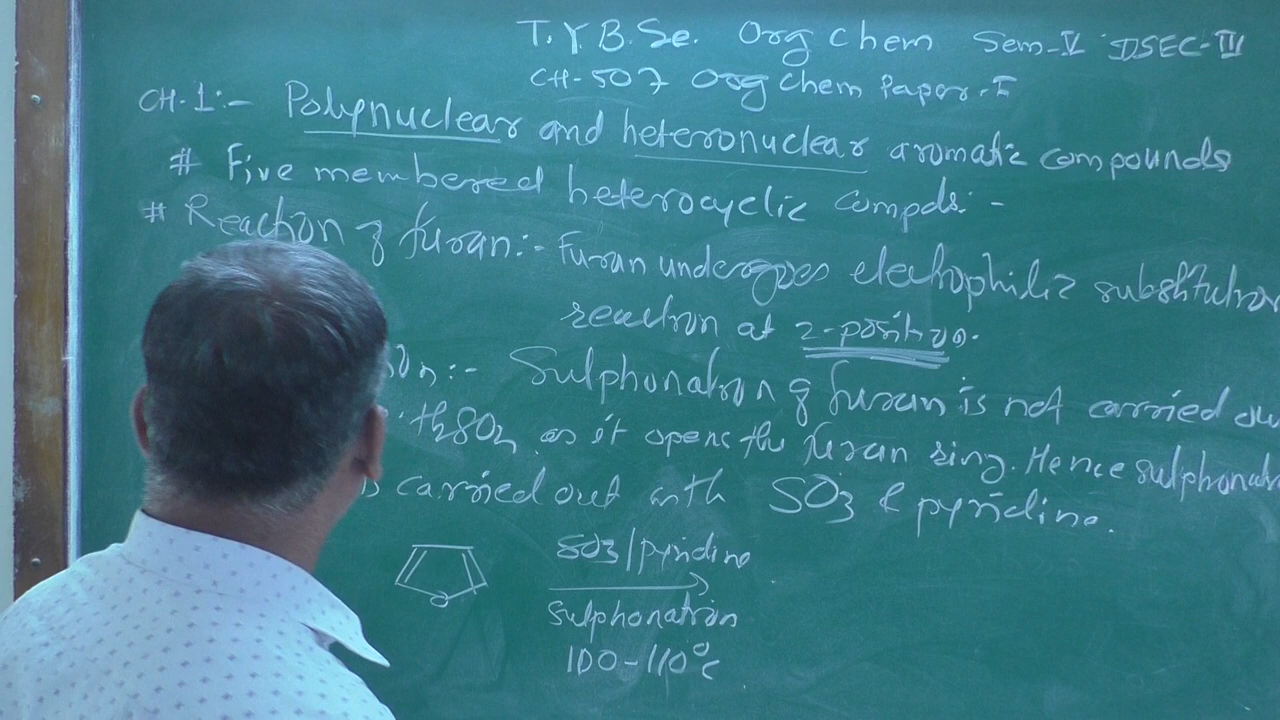 T.Y.B.Sc. Org chem Sem-V DSEC-III
CH-507 Org chem Paper-I
CH-1:- Polynuclear and heteronuclear aromatic compounds
# Five membered heterocyclic compds: -
# Reaction of furan:- Furan undergoes electrophilic substitution
reaction at 2-position.
:- Sulphonation of furan is not carried ou
H2SO4 as it opens the furan ring. Hence sulphonat
is carried out with SO3 & pyridine.
SO3/pyridine
O
sulphonation
100-110°c